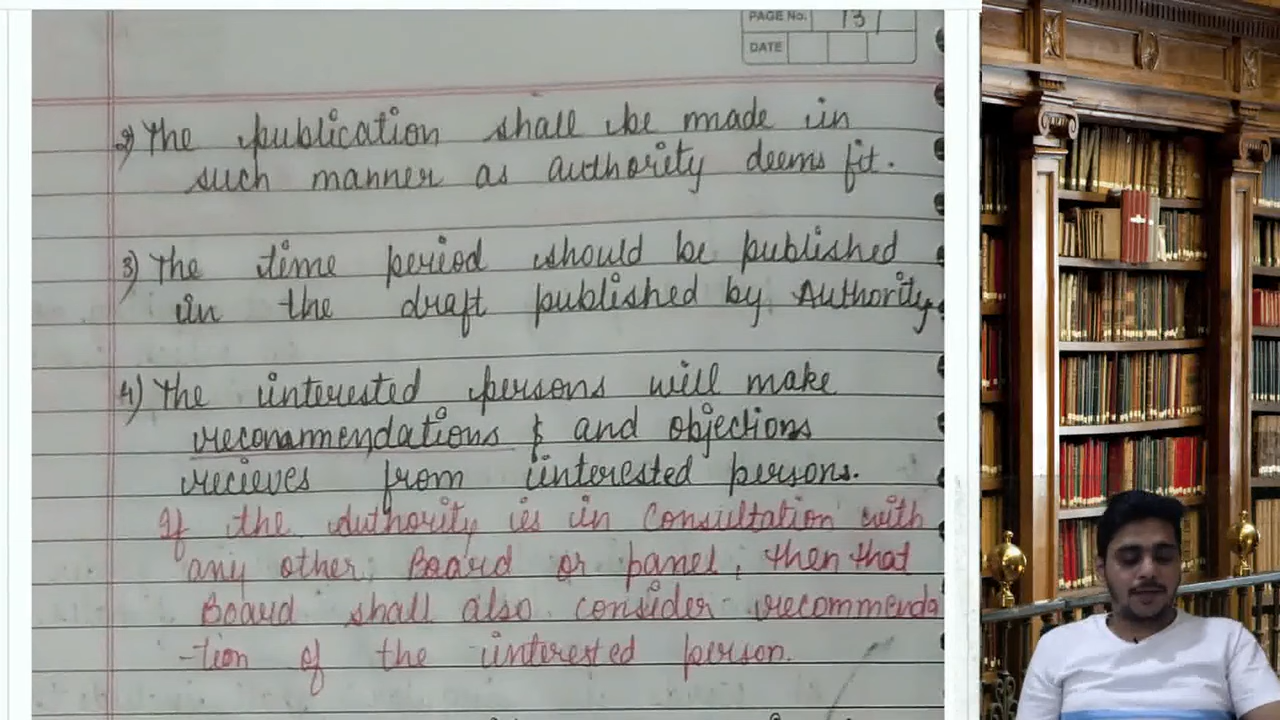 PAGE No. 131
DATE
2) The publication shall be made in
such manner as authority deems fit.
3) The time period should be published
in the draft published by Authority.
4) The interested persons will make
recommendations & and objections
recieves from interested persons.
If the Authority is in Consultation with
any other Board or panel, then that
Board shall also consider recommenda
-tion of the interested person.